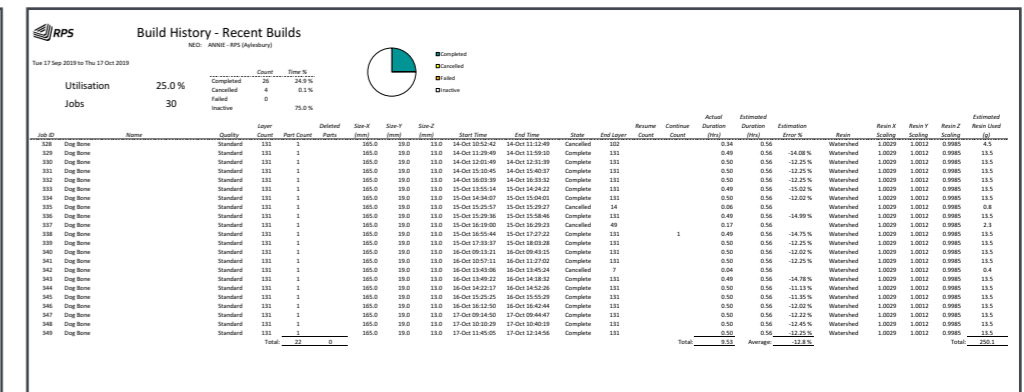 RPS
Build History - Recent Builds
NEO: ANNIE - RPS (Aylesbury)
Tue 17 Sep 2019 to Thu 17 Oct 2019
Utilisation 25.0 %
Jobs 30
Count Time %
Completed 26 24.9 %
Cancelled 4 0.1 %
Failed 0
Inactive 75.0 %
Completed
Cancelled
Failed
Inactive
Job ID Name Quality Layer Count Part Count Deleted Parts Size-X (mm) Size-Y (mm) Size-Z (mm) Start Time End Time State End Layer Resume Count Continue Count Actual Duration (Hrs) Estimated Duration (Hrs) Estimation Error % Resin Resin X Scaling Resin Y Scaling Resin Z Scaling Estimated Resin Used (g)
328 Dog Bone Standard 131 1 165.0 19.0 13.0 14-Oct 10:52:42 14-Oct 11:12:49 Cancelled 102 0.34 0.56 Watershed 1.0029 1.0012 0.9985 4.5
329 Dog Bone Standard 131 1 165.0 19.0 13.0 14-Oct 11:29:49 14-Oct 11:59:10 Complete 131 0.49 0.56 -14.08 % Watershed 1.0029 1.0012 0.9985 13.5
330 Dog Bone Standard 131 1 165.0 19.0 13.0 14-Oct 12:01:49 14-Oct 12:31:39 Complete 131 0.50 0.56 -12.25 % Watershed 1.0029 1.0012 0.9985 13.5
331 Dog Bone Standard 131 1 165.0 19.0 13.0 14-Oct 15:10:45 14-Oct 15:40:37 Complete 131 0.50 0.56 -12.25 % Watershed 1.0029 1.0012 0.9985 13.5
332 Dog Bone Standard 131 1 165.0 19.0 13.0 14-Oct 16:03:39 14-Oct 16:33:32 Complete 131 0.50 0.56 -12.25 % Watershed 1.0029 1.0012 0.9985 13.5
333 Dog Bone Standard 131 1 165.0 19.0 13.0 15-Oct 13:55:14 15-Oct 14:24:22 Complete 131 0.49 0.56 -15.02 % Watershed 1.0029 1.0012 0.9985 13.5
334 Dog Bone Standard 131 1 165.0 19.0 13.0 15-Oct 14:34:07 15-Oct 15:04:01 Complete 131 0.50 0.56 -12.02 % Watershed 1.0029 1.0012 0.9985 13.5
335 Dog Bone Standard 131 1 165.0 19.0 13.0 15-Oct 15:25:57 15-Oct 15:29:27 Cancelled 14 0.06 0.56 Watershed 1.0029 1.0012 0.9985 0.8
336 Dog Bone Standard 131 1 165.0 19.0 13.0 15-Oct 15:29:36 15-Oct 15:58:46 Complete 131 0.49 0.56 -14.99 % Watershed 1.0029 1.0012 0.9985 13.5
337 Dog Bone Standard 131 1 165.0 19.0 13.0 15-Oct 16:19:00 15-Oct 16:29:23 Cancelled 49 0.17 0.56 Watershed 1.0029 1.0012 0.9985 2.3
338 Dog Bone Standard 131 1 165.0 19.0 13.0 15-Oct 16:55:44 15-Oct 17:27:22 Complete 131 1 0.49 0.56 -14.75 % Watershed 1.0029 1.0012 0.9985 13.5
339 Dog Bone Standard 131 1 165.0 19.0 13.0 15-Oct 17:33:37 15-Oct 18:03:28 Complete 131 0.50 0.56 -12.25 % Watershed 1.0029 1.0012 0.9985 13.5
340 Dog Bone Standard 131 1 165.0 19.0 13.0 16-Oct 09:13:21 16-Oct 09:43:15 Complete 131 0.50 0.56 -12.02 % Watershed 1.0029 1.0012 0.9985 13.5
341 Dog Bone Standard 131 1 165.0 19.0 13.0 16-Oct 10:57:11 16-Oct 11:27:02 Complete 131 0.50 0.56 -12.25 % Watershed 1.0029 1.0012 0.9985 13.5
342 Dog Bone Standard 131 1 165.0 19.0 13.0 16-Oct 13:43:06 16-Oct 13:45:24 Cancelled 7 0.04 0.56 Watershed 1.0029 1.0012 0.9985 0.4
343 Dog Bone Standard 131 1 165.0 19.0 13.0 16-Oct 13:49:22 16-Oct 14:18:32 Complete 131 0.49 0.56 -14.78 % Watershed 1.0029 1.0012 0.9985 13.5
344 Dog Bone Standard 131 1 165.0 19.0 13.0 16-Oct 14:22:17 16-Oct 14:52:26 Complete 131 0.50 0.56 -11.13 % Watershed 1.0029 1.0012 0.9985 13.5
345 Dog Bone Standard 131 1 165.0 19.0 13.0 16-Oct 15:25:25 16-Oct 15:55:29 Complete 131 0.50 0.56 -11.35 % Watershed 1.0029 1.0012 0.9985 13.5
346 Dog Bone Standard 131 1 165.0 19.0 13.0 16-Oct 16:12:50 16-Oct 16:42:44 Complete 131 0.50 0.56 -12.02 % Watershed 1.0029 1.0012 0.9985 13.5
347 Dog Bone Standard 131 1 165.0 19.0 13.0 17-Oct 09:14:50 17-Oct 09:44:47 Complete 131 0.50 0.56 -12.22 % Watershed 1.0029 1.0012 0.9985 13.5
348 Dog Bone Standard 131 1 165.0 19.0 13.0 17-Oct 10:10:29 17-Oct 10:40:19 Complete 131 0.50 0.56 -12.45 % Watershed 1.0029 1.0012 0.9985 13.5
349 Dog Bone Standard 131 1 165.0 19.0 13.0 17-Oct 11:45:05 17-Oct 12:14:56 Complete 131 0.50 0.56 -12.25 % Watershed 1.0029 1.0012 0.9985 13.5
Total: 22 0 Total: 9.53 Average: -12.8 % Total: 250.1